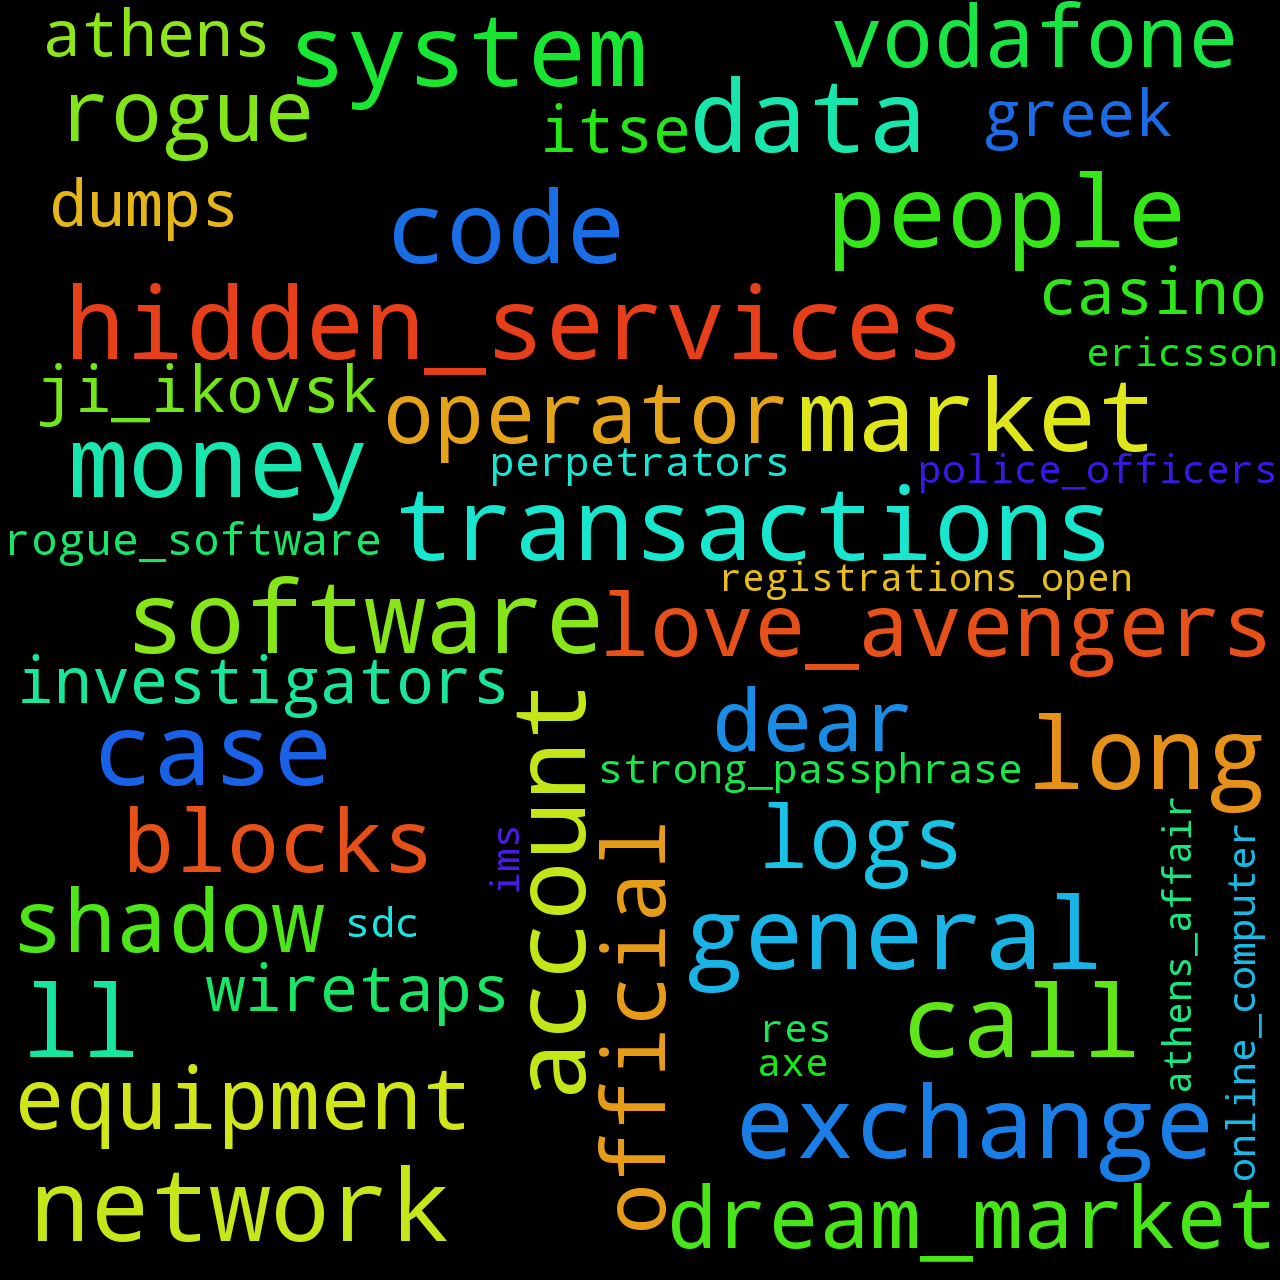 athens
system
vodafone
rogue
itse
data
greek
dumps
code
people
hidden_services
casino
ericsson
ji_ikovsk
operator
market
money
perpetrators
police_officers
rogue_software
transactions
registrations_open
software
love_avengers
investigators
account
dear
case
strong_passphrase
long
blocks
ims
official
logs
athens_affair
online_computer
shadow
sdc
general
wiretaps
ll
res
call
axe
equipment
exchange
network
dream_market